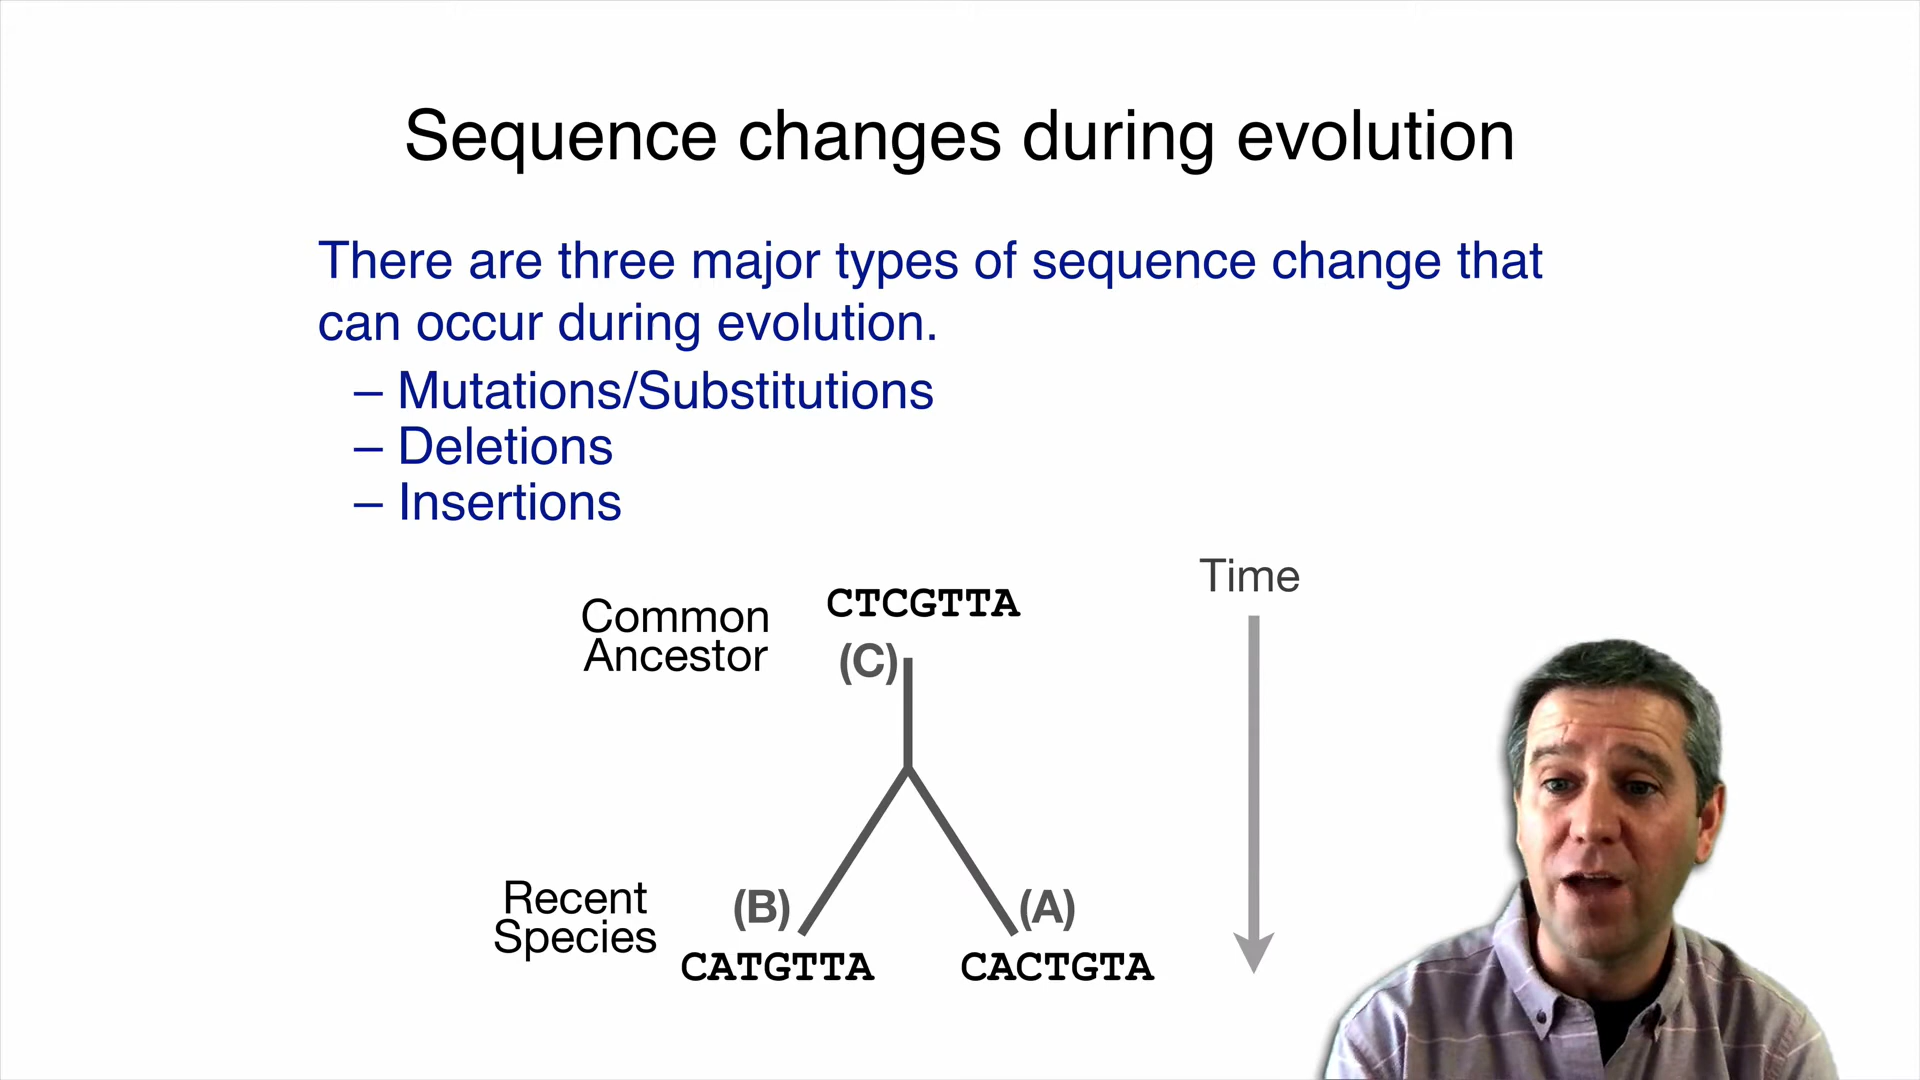 Sequence changes during evolution
There are three major types of sequence change that
can occur during evolution.
– Mutations/Substitutions
– Deletions
– Insertions
Time
Common
Ancestor
CTCGTTA
(C)
Recent
Species
(B)
(A)
CATGTTA
CACTGTA